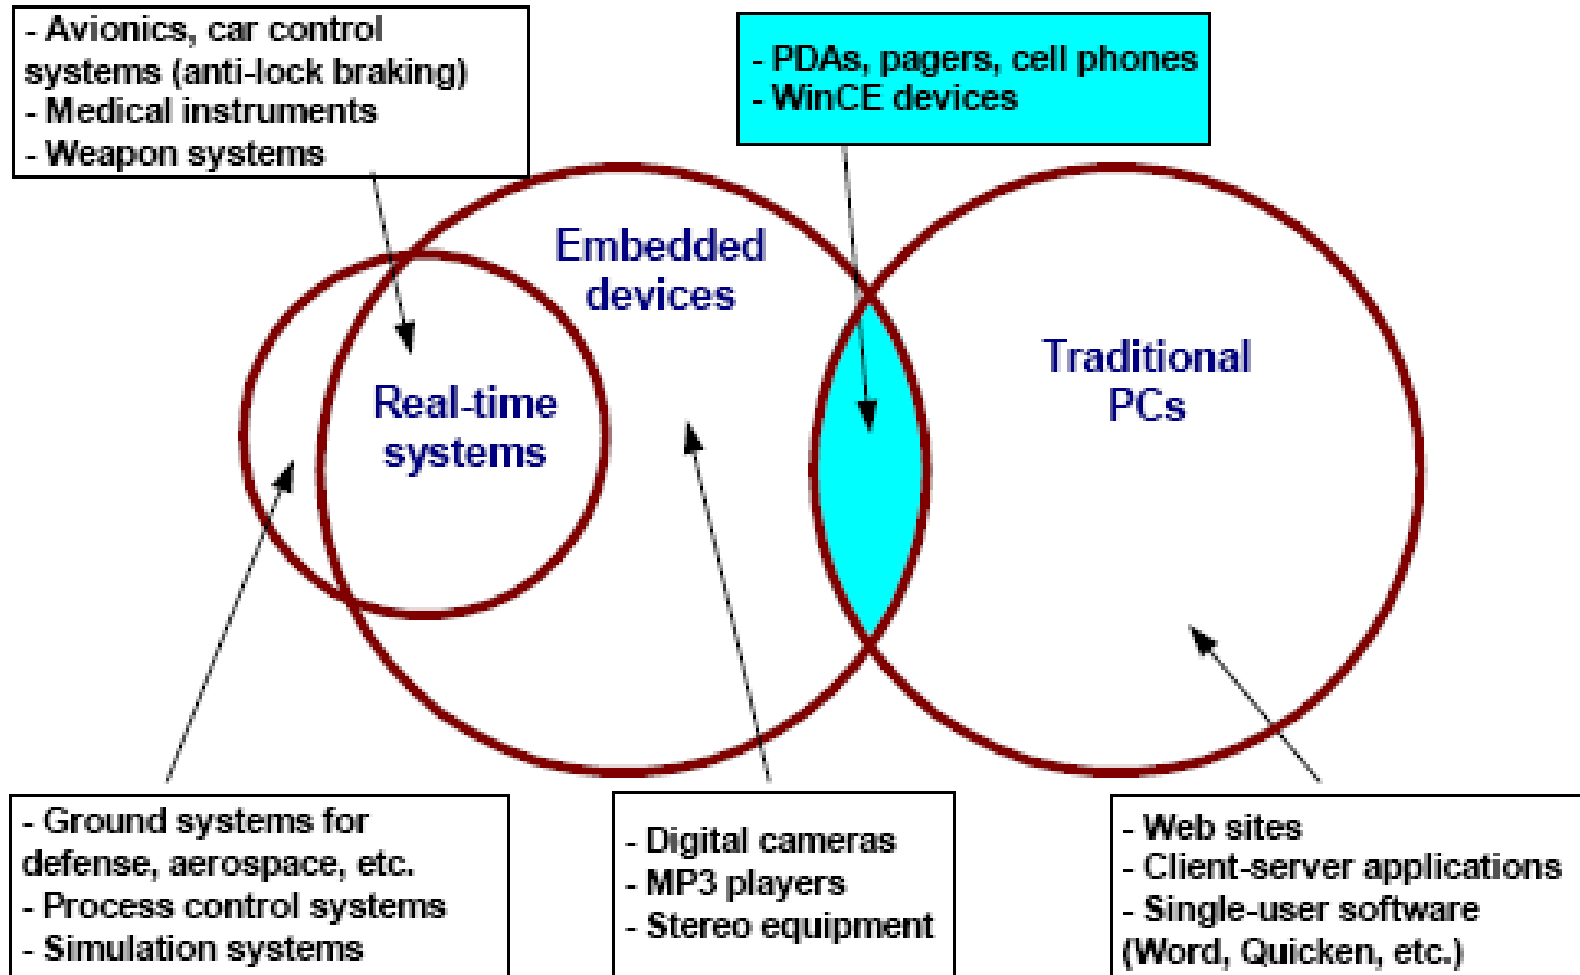 - Avionics, car control
systems (anti-lock braking)
- Medical instruments
- Weapon systems
- PDAs, pagers, cell phones
- WinCE devices
Embedded
devices
Real-time
systems
Traditional
PCs
- Ground systems for
defense, aerospace, etc.
- Process control systems
- Simulation systems
- Digital cameras
- MP3 players
- Stereo equipment
- Web sites
- Client-server applications
- Single-user software
(Word, Quicken, etc.)